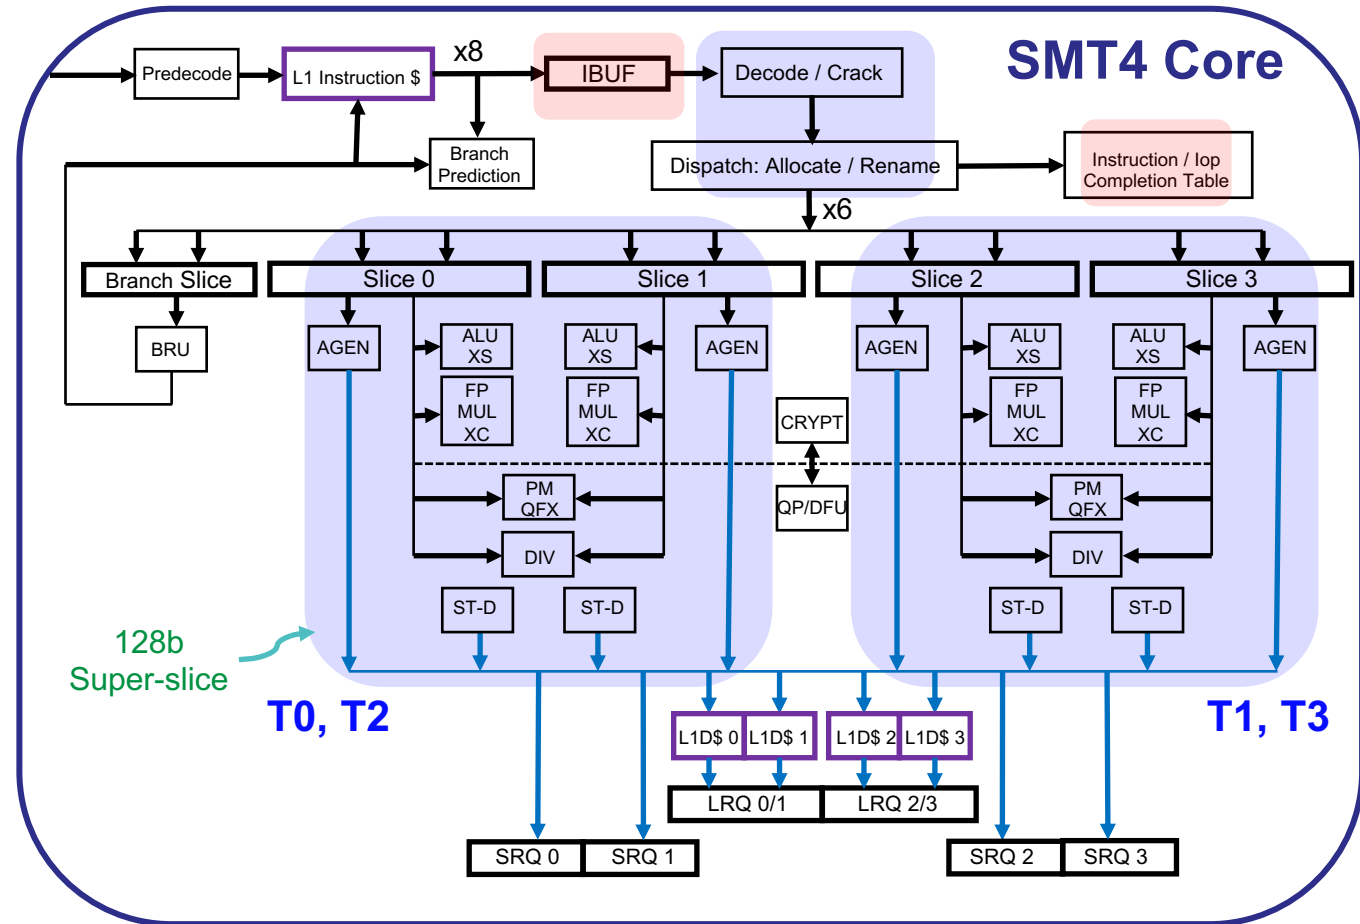 SMT4 Core
x8
Predecode
L1 Instruction $
IBUF
Decode / Crack
Branch
Prediction
Dispatch: Allocate / Rename
Instruction / Iop
Completion Table
x6
Branch Slice
Slice 0
Slice 1
Slice 2
Slice 3
BRU
AGEN
ALU
XS
ALU
XS
AGEN
AGEN
ALU
XS
ALU
XS
AGEN
FP
MUL
XC
FP
MUL
XC
CRYPT
FP
MUL
XC
FP
MUL
XC
PM
QFX
QP/DFU
PM
QFX
DIV
DIV
ST-D
ST-D
ST-D
ST-D
128b
Super-slice
T0, T2
T1, T3
L1D$ 0
L1D$ 1
L1D$ 2
L1D$ 3
LRQ 0/1
LRQ 2/3
SRQ 0
SRQ 1
SRQ 2
SRQ 3